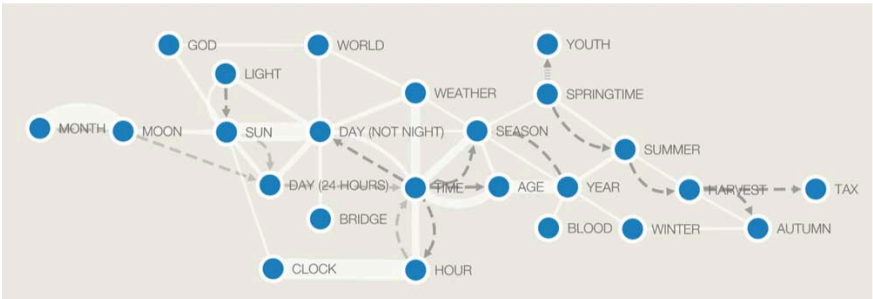 GOD
WORLD
YOUTH
LIGHT
WEATHER
SPRINGTIME
MONTH
MOON
SUN
DAY (NOT NIGHT)
SEASON
SUMMER
DAY (24 HOURS)
TIME
AGE
YEAR
HARVEST
TAX
BRIDGE
BLOOD
WINTER
AUTUMN
CLOCK
HOUR